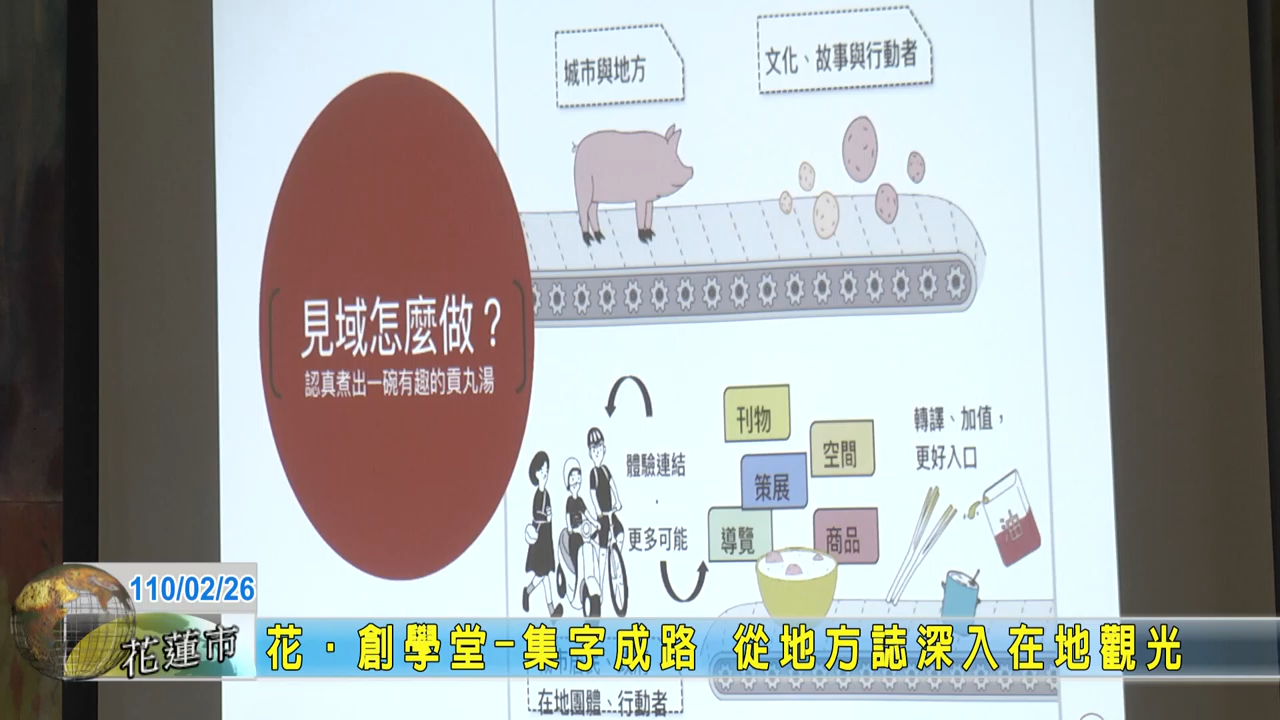 城市與地方
文化、故事與行動者
見域怎麼做？
認真煮出一碗有趣的貢丸湯
體驗連結
·
更多可能
刊物
空間
策展
導覽
商品
轉譯、加值，
更好入口
油
110/02/26
花蓮市
花·創學堂-集字成路 從地方誌深入在地觀光
在地團體、行動者